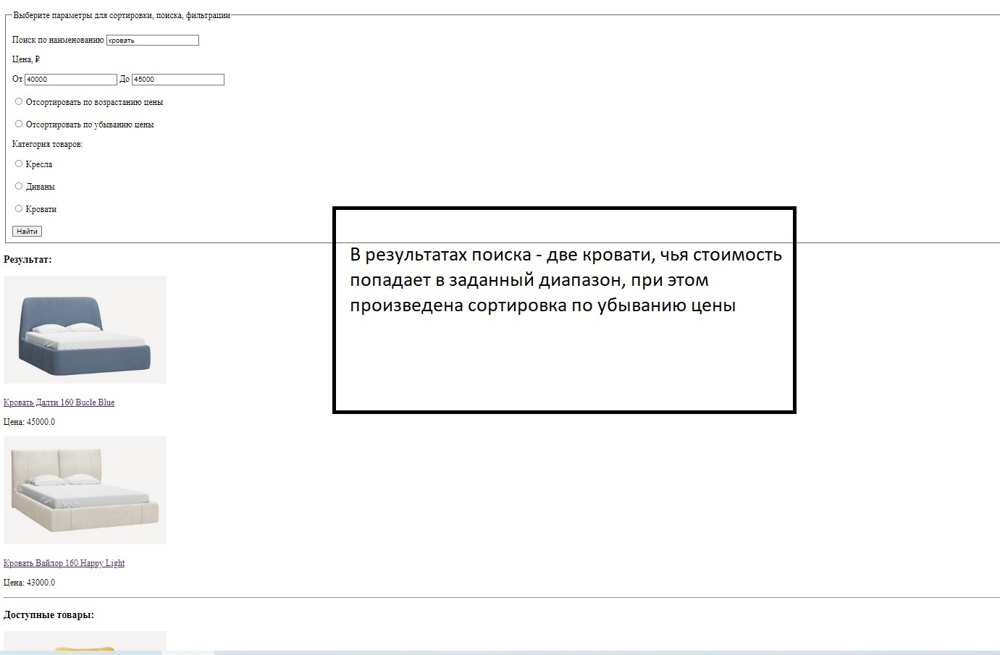 Выберите параметры для сортировки, поиска, фильтрации
Поиск по наименованию кровать
Цена, ₽
От 40000 До 45000
Отсортировать по возрастанию цены
Отсортировать по убыванию цены
Категория товаров:
Кресла
Диваны
Кровати
Найти
В результатах поиска - две кровати, чья стоимость
попадает в заданный диапазон, при этом
произведена сортировка по убыванию цены
Результат:
Кровать Далти 160 Bucle Blue
Цена: 45000.0
Кровать Вайлор 160 Happy Light
Цена: 43000.0
Доступные товары: